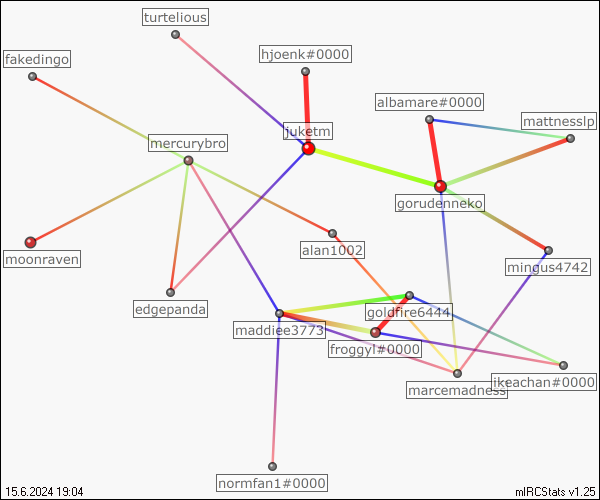 turtelious
fakedingo
hjoenk#0000
albamare#0000
mattnesslp
juketm
mercurybro
gorudenneko
alan1002
moonraven
mingus4742
edgepanda
goldfire6444
maddiee3773
froggyl#0000
marcemadness
ikeachan#0000
normfan1#0000
15.6.2024 19:04
mIRCStats v1.25